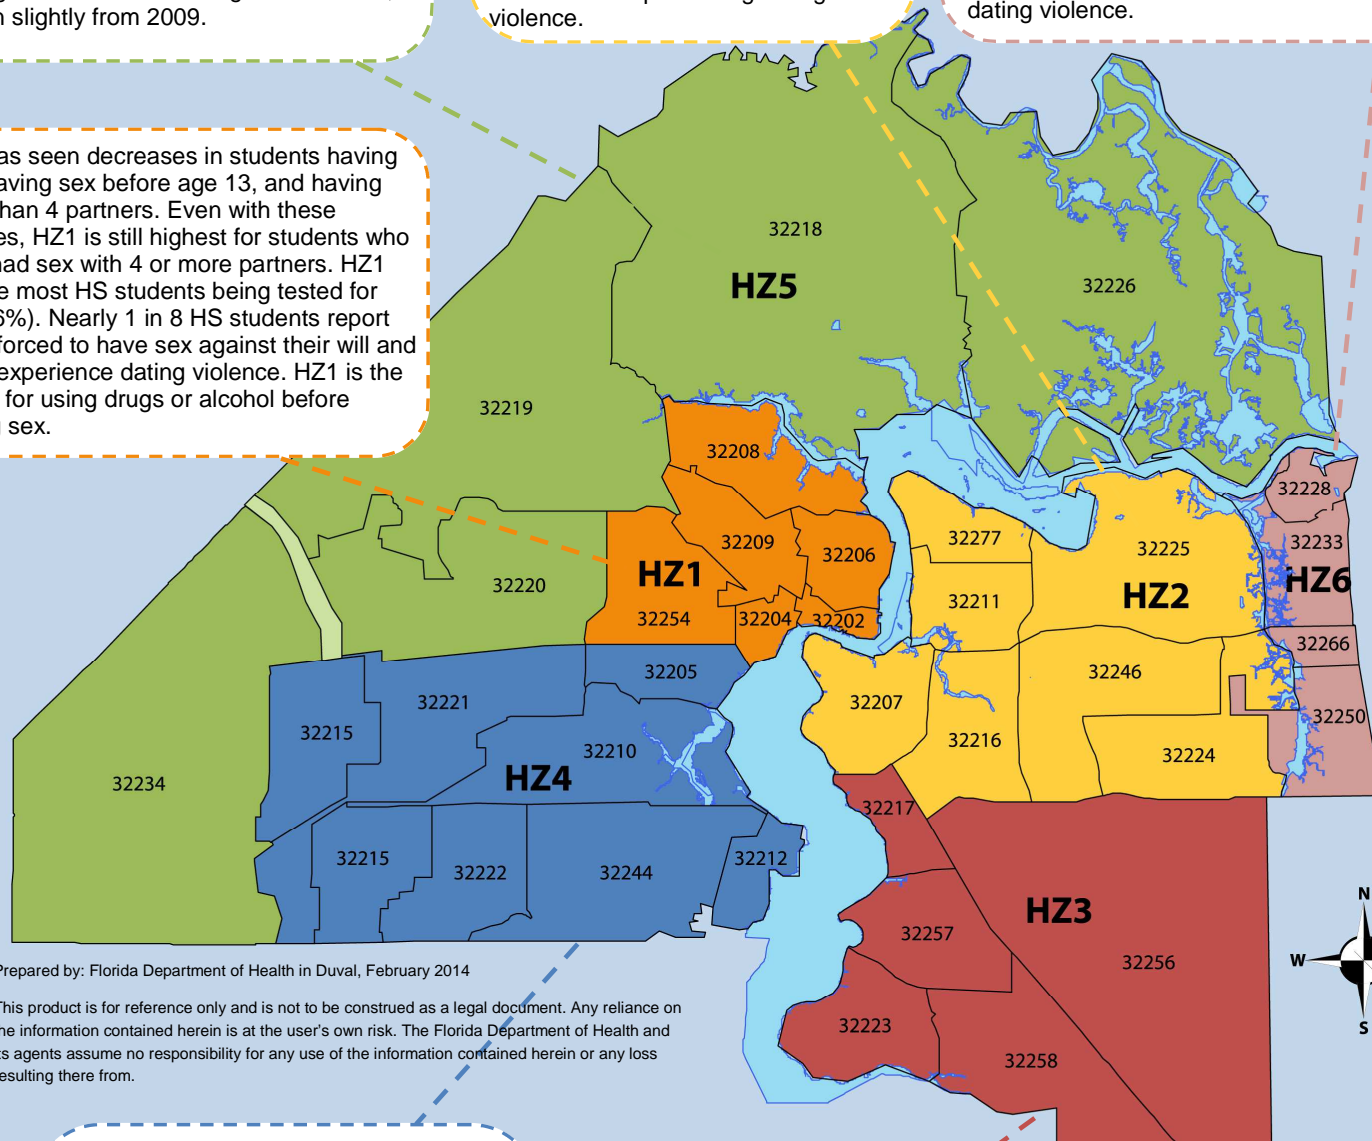 n slightly from 2009.
violence.
dating violence.
as seen decreases in students having
aving sex before age 13, and having
han 4 partners. Even with these
es, HZ1 is still highest for students who
had sex with 4 or more partners. HZ1
e most HS students being tested for
6%). Nearly 1 in 8 HS students report
forced to have sex against their will and
experience dating violence. HZ1 is the
for using drugs or alcohol before
g sex.
32218
HZ5
32226
32219
32208
32228
32209
32206
32277
32225
32233
HZ1
HZ2
HZ6
32220
32211
32254
32204
32202
32266
32205
32246
32221
32207
32250
32215
32210
32216
32224
HZ4
32234
32217
32215
32222
32244
32212
HZ3
32257
32256
32223
32258
N
W
S
Prepared by: Florida Department of Health in Duval, February 2014
This product is for reference only and is not to be construed as a legal document. Any reliance on
the information contained herein is at the user's own risk. The Florida Department of Health and
its agents assume no responsibility for any use of the information contained herein or any loss
resulting there from.